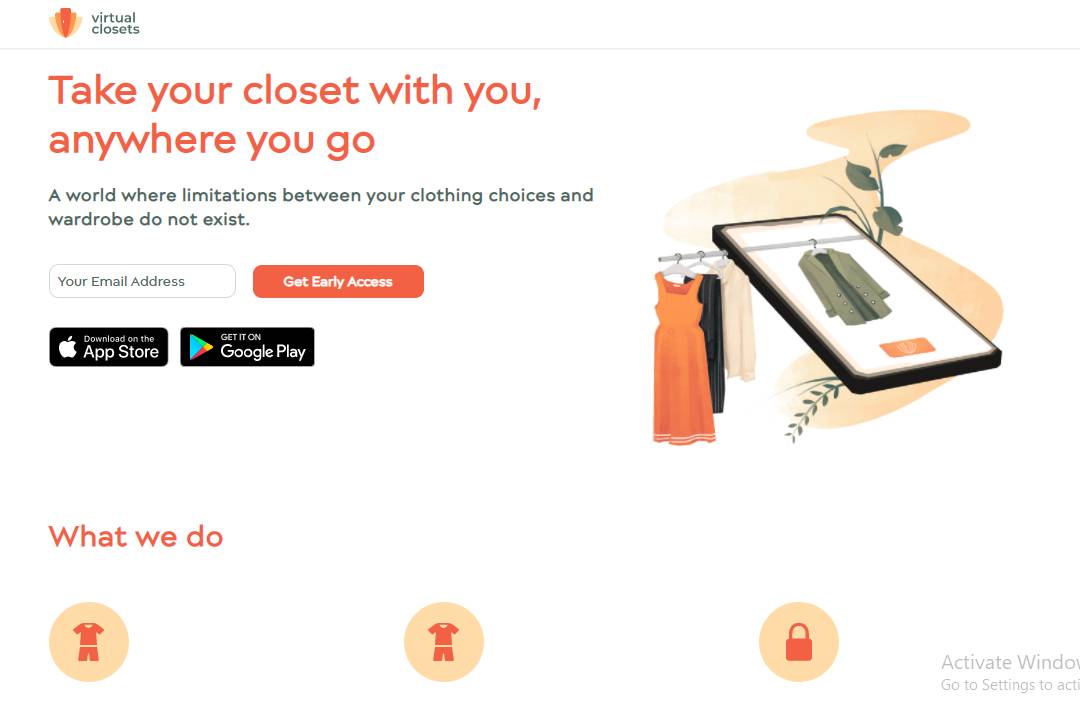 virtual
closets
Take your closet with you,
anywhere you go
A world where limitations between your clothing choices and
wardrobe do not exist.
Your Email Address
Get Early Access
Download on the
App Store
GET IT ON
Google Play
What we do
Activate Window
Go to Settings to acti